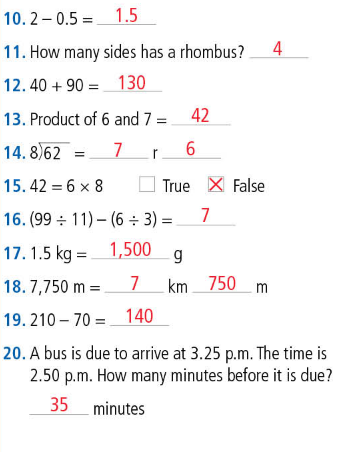 10. 2 – 0.5 = 1.5
11. How many sides has a rhombus? 4
12. 40 + 90 = 130
13. Product of 6 and 7 = 42
14. 8)62 = 7 r 6
15. 42 = 6 × 8 ☐ True ☒ False
16. (99 ÷ 11) – (6 ÷ 3) = 7
17. 1.5 kg = 1,500 g
18. 7,750 m = 7 km 750 m
19. 210 – 70 = 140
20. A bus is due to arrive at 3.25 p.m. The time is
2.50 p.m. How many minutes before it is due?
35 minutes